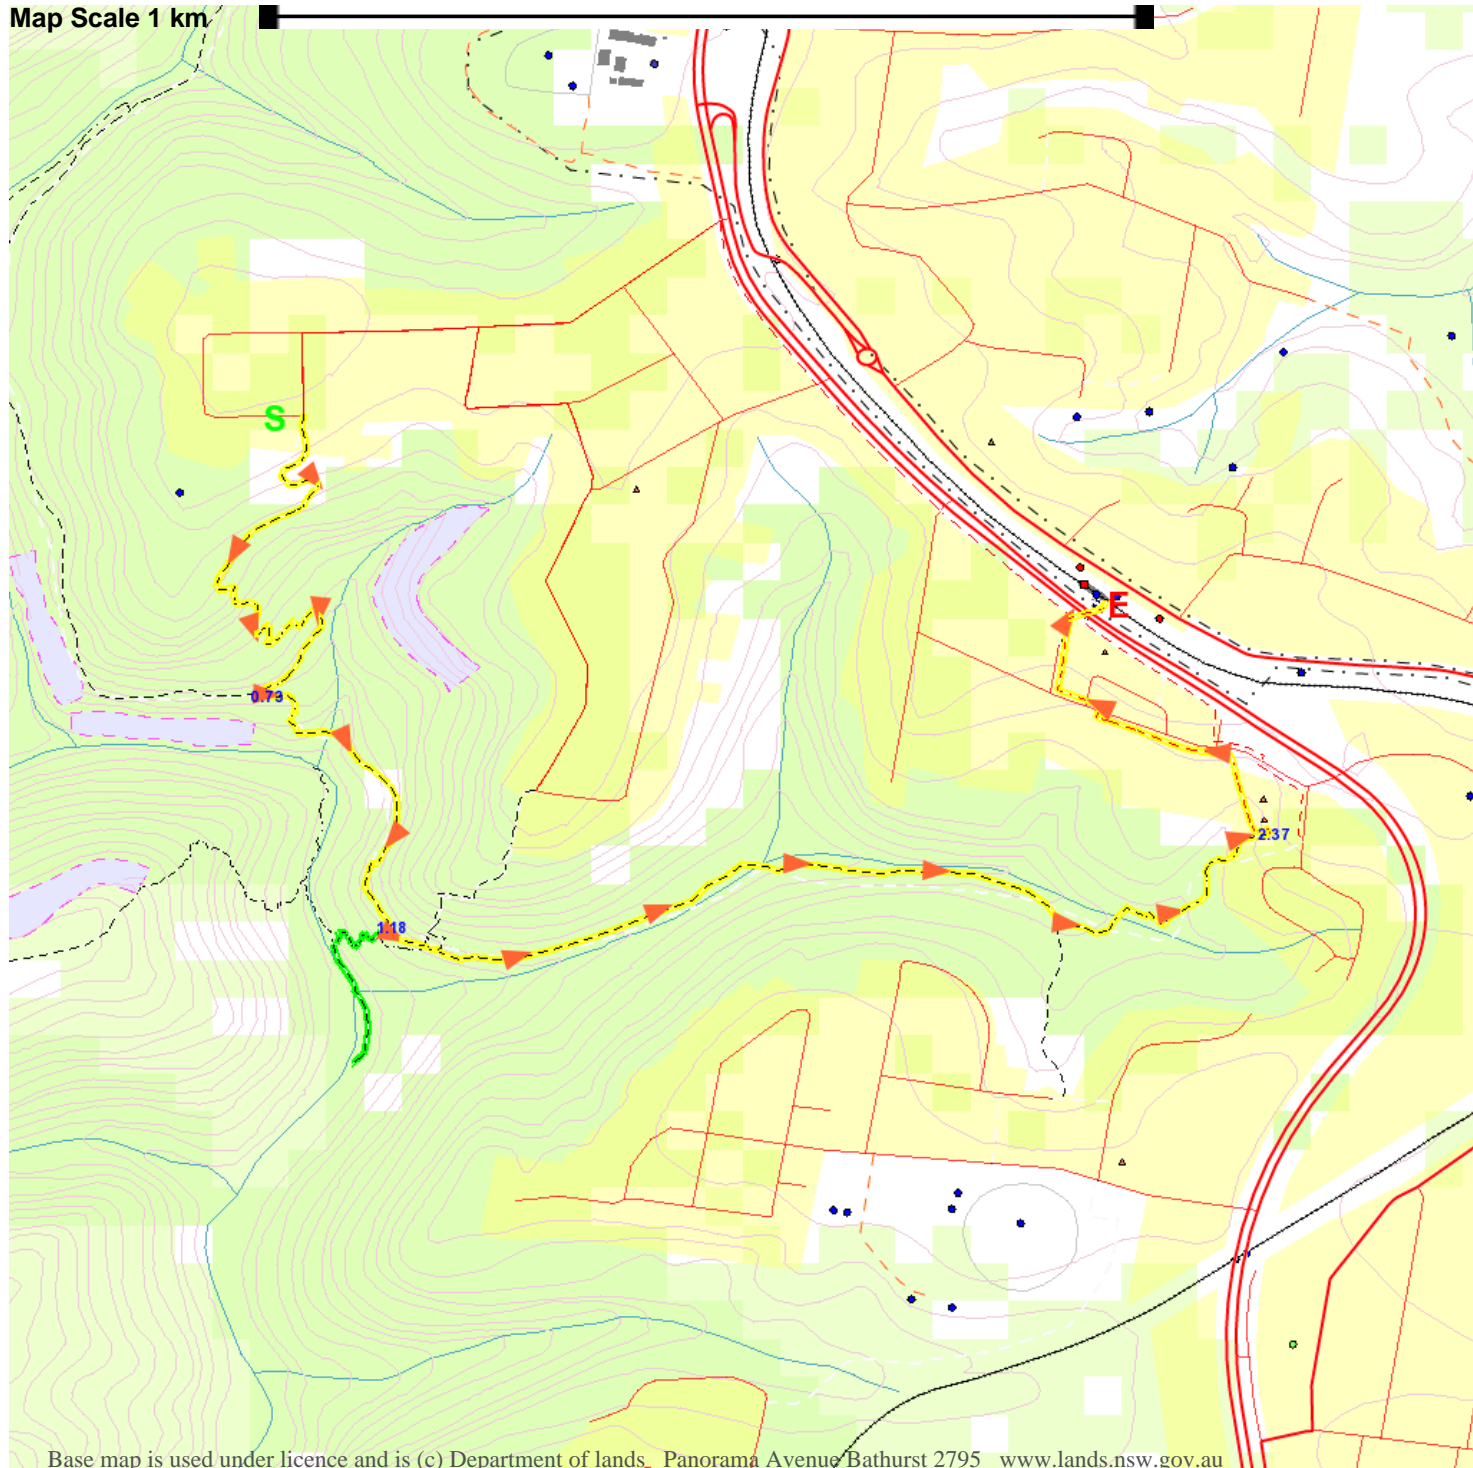 Map Scale 1 km
S
E
0.79
2.37
1.18
Base map is used under licence and is (c) Department of lands_ Panorama Avenue Bathurst 2795 www.lands.nsw.gov.au